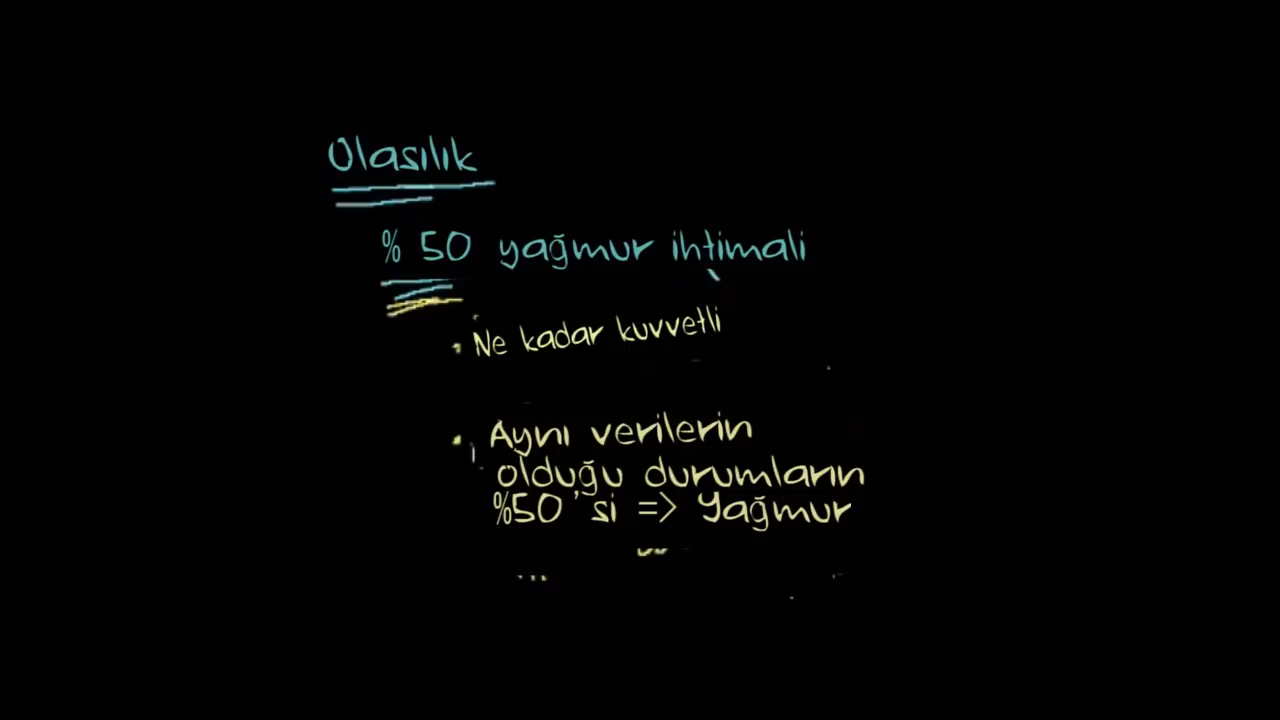 Olasılık
% 50 yağmur ihtimali
• Ne kadar kuvvetli
• Aynı verilerin
olduğu durumların
%50 'si => Yağmur